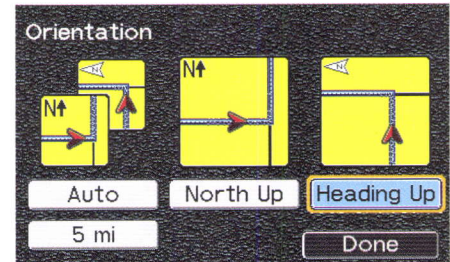 Orientation
N
N
N↑
N↑
Auto
North Up
Heading Up
5 mi
Done